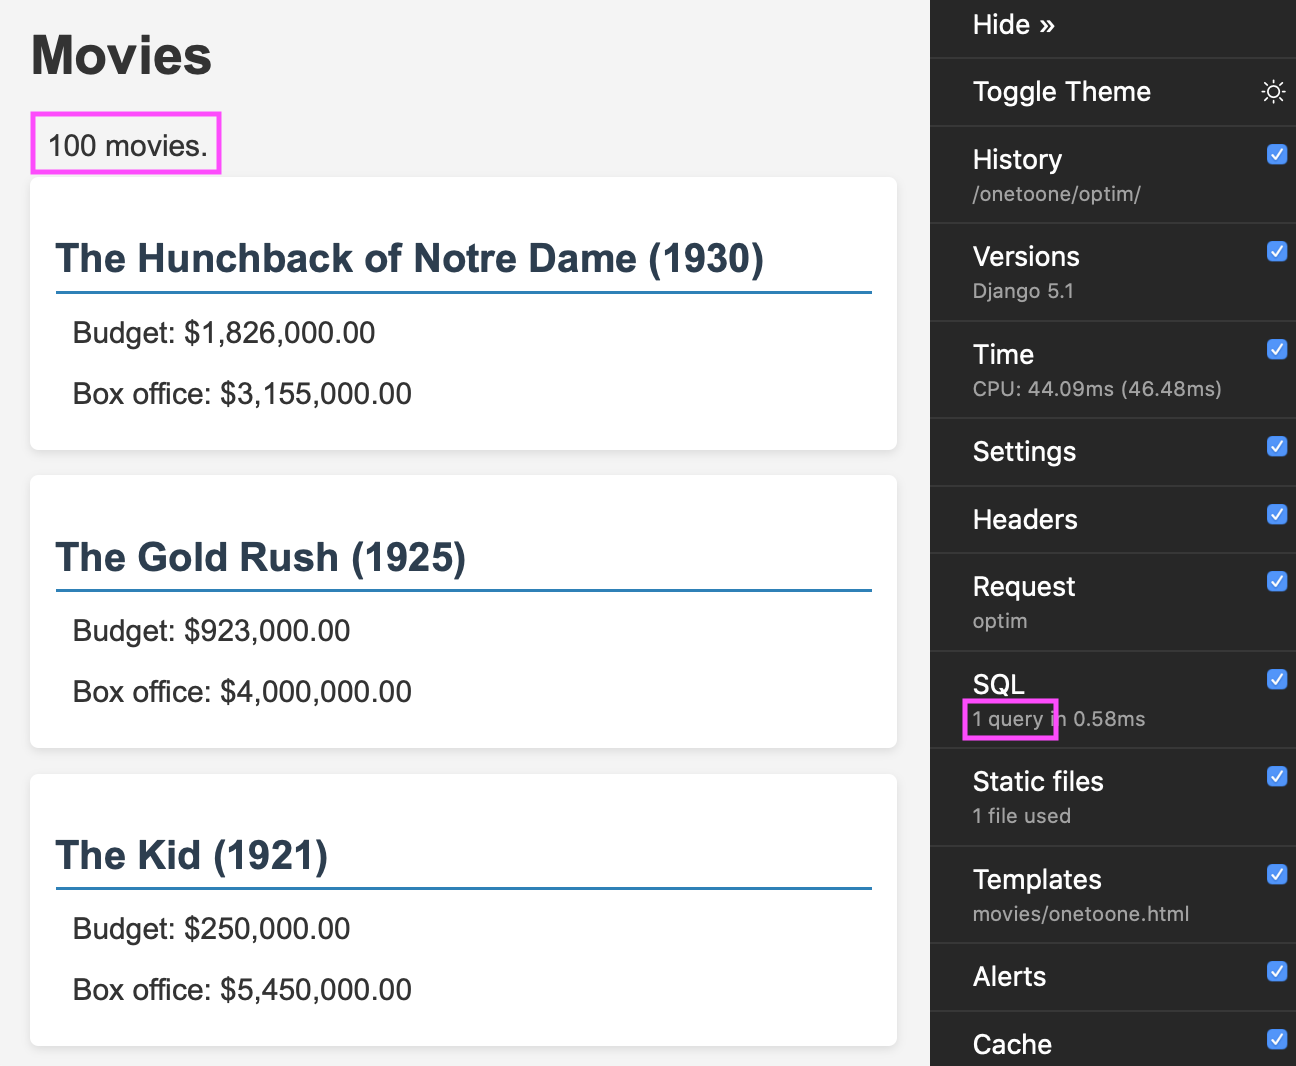 Movies
100 movies.
The Hunchback of Notre Dame (1930)
Budget: $1,826,000.00
Box office: $3,155,000.00
The Gold Rush (1925)
Budget: $923,000.00
Box office: $4,000,000.00
The Kid (1921)
Budget: $250,000.00
Box office: $5,450,000.00
Hide »
Toggle Theme
History
/onetoone/optim/
Versions
Django 5.1
Time
CPU: 44.09ms (46.48ms)
Settings
Headers
Request
optim
SQL
1 query in 0.58ms
Static files
1 file used
Templates
movies/onetoone.html
Alerts
Cache